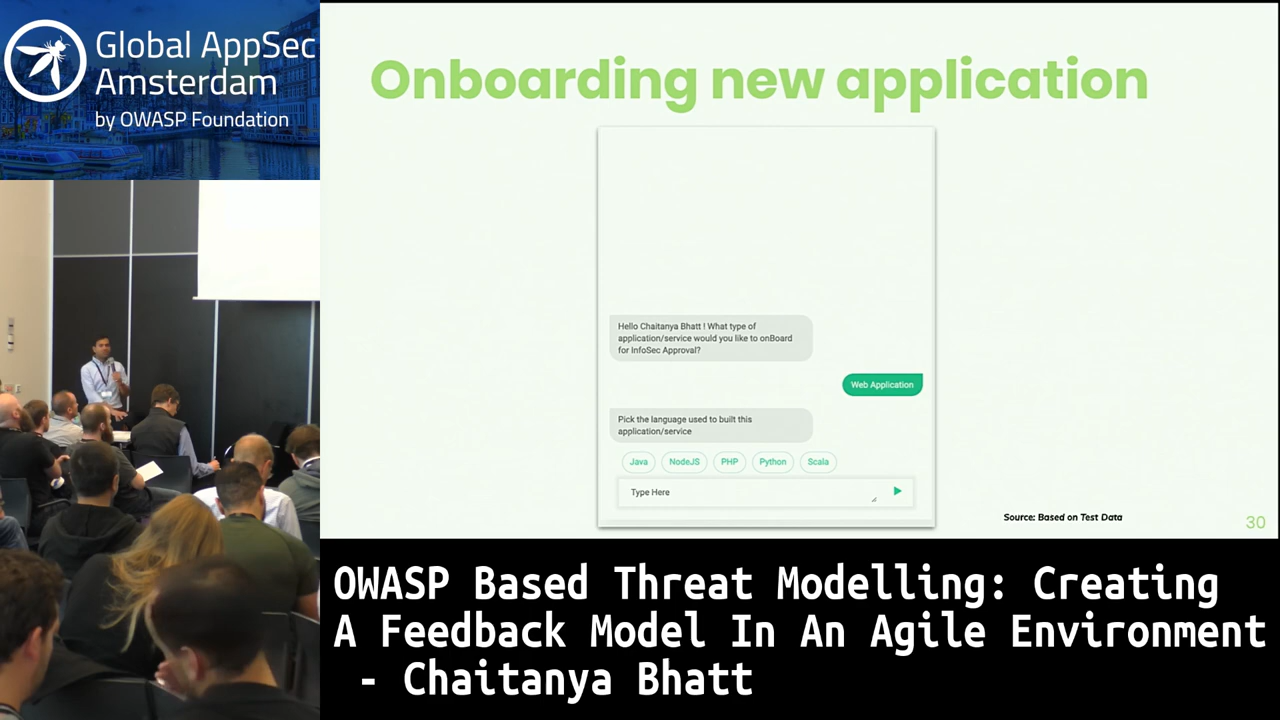 Global AppSec
Amsterdam
by OWASP Foundation
Onboarding new application
Hello Chaitanya Bhatt ! What type of
application/service would you like to onBoard
for InfoSec Approval?
Web Application
Pick the language used to built this
application/service
Java NodeJS PHP Python Scala
Type Here
Source: Based on Test Data
30
OWASP Based Threat Modelling: Creating
A Feedback Model In An Agile Environment
- Chaitanya Bhatt